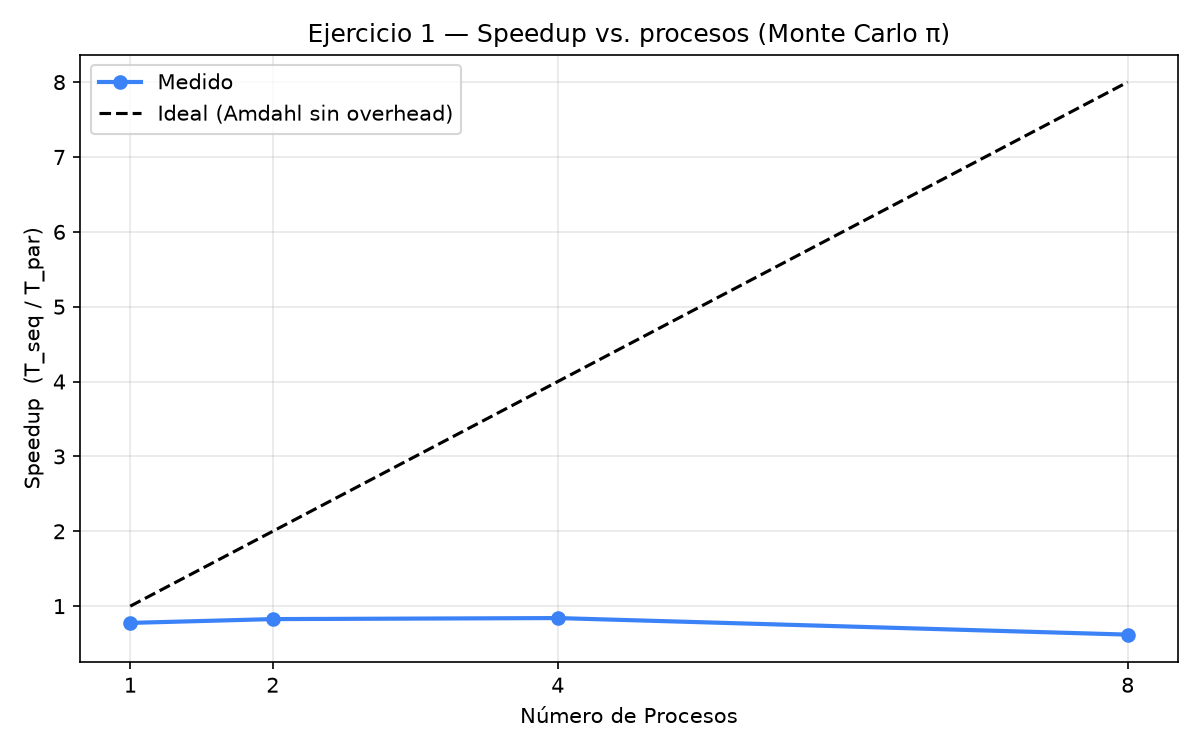 Ejercicio 1 — Speedup vs. procesos (Monte Carlo π)
Medido
Ideal (Amdahl sin overhead)
Speedup (T_seq / T_par)
8
7
6
5
4
3
2
1
1 2 4 8
Número de Procesos